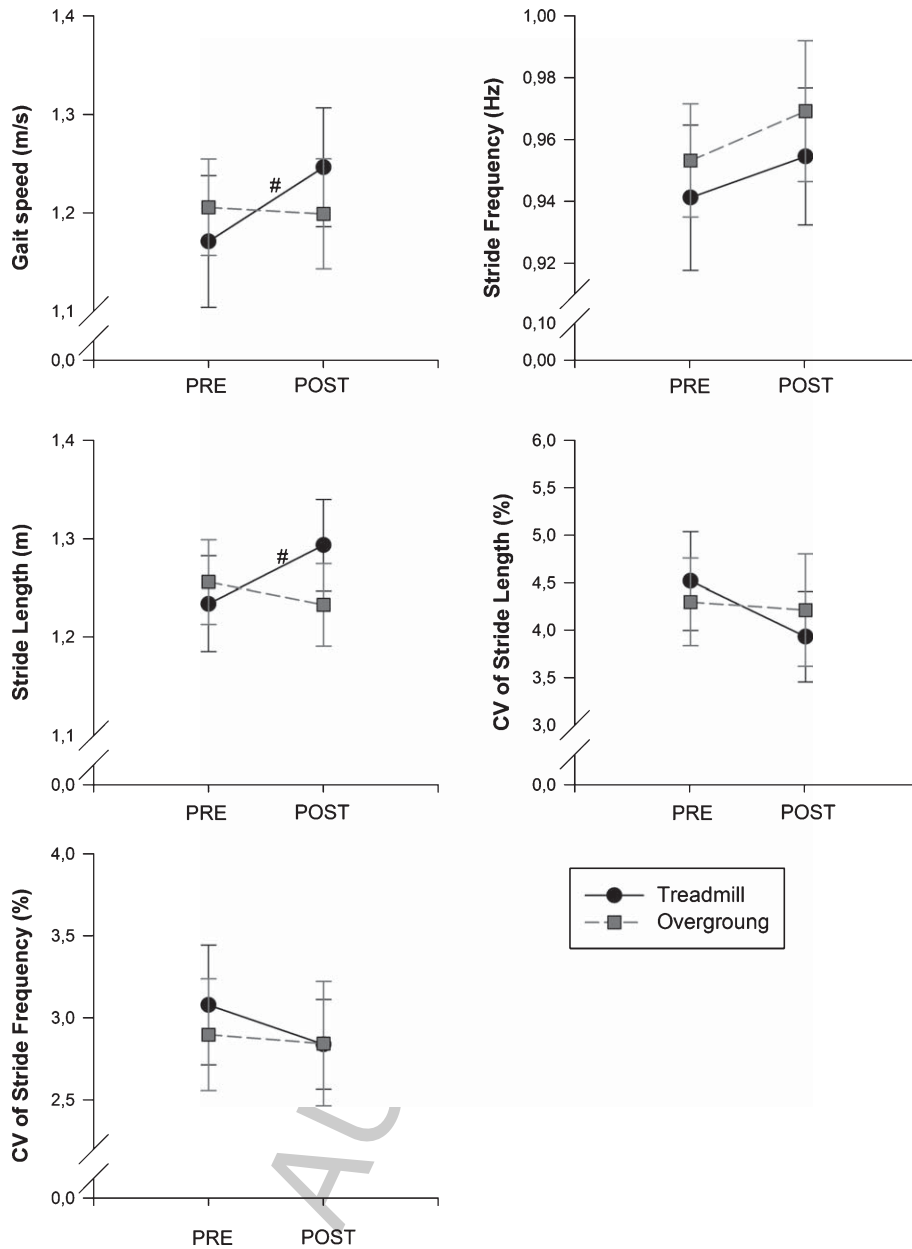 Gait speed (m/s)
1,4
1,3
1,2
1,1
0,0
#
PRE
POST
Stride Frequency (Hz)
1,00
0,98
0,96
0,94
0,92
0,10
0,00
PRE
POST
Stride Length (m)
1,4
1,3
1,2
1,1
0,0
#
PRE
POST
CV of Stride Length (%)
6,0
5,5
5,0
4,5
4,0
3,5
3,0
0,0
PRE
POST
CV of Stride Frequency (%)
4,0
3,5
3,0
2,5
0,0
PRE
POST
Treadmill
Overgroung